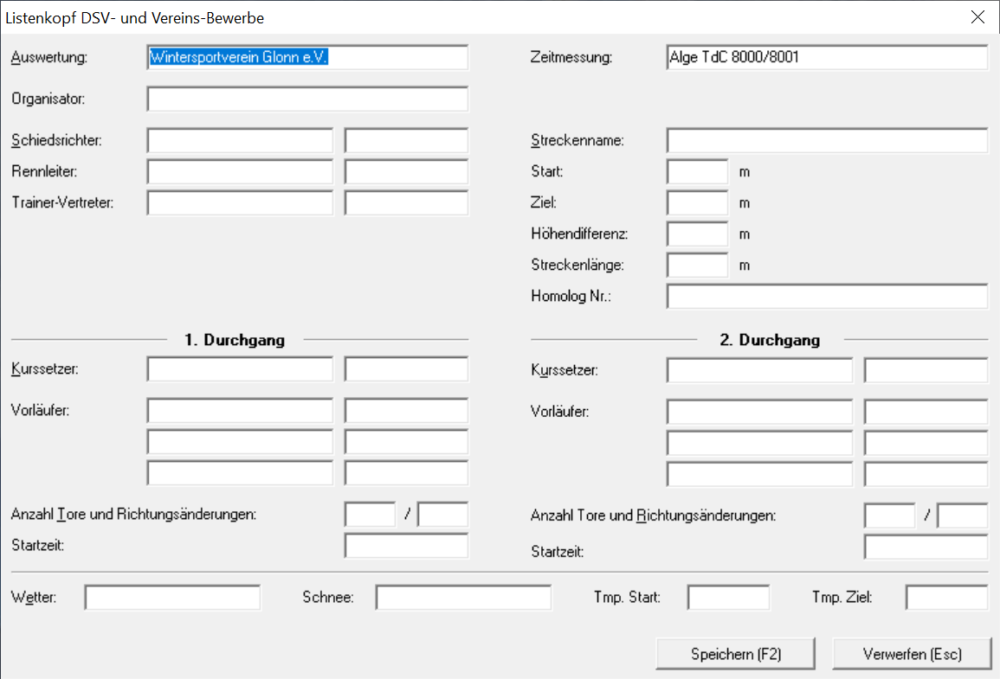 Listenkopf DSV- und Vereins-Bewerbe
Auswertung: Wintersportverein Glonn e.V. Zeitmessung: Alge TdC 8000/8001
Organisator:
Schiedsrichter: Streckenname:
Rennleiter: Start: m
Trainer-Vertreter: Ziel: m
Höhendifferenz: m
Streckenlänge: m
Homolog Nr.:
1. Durchgang 2. Durchgang
Kurssetzer: Kurssetzer:
Vorläufer: Vorläufer:
Anzahl Tore und Richtungsänderungen: / Anzahl Tore und Richtungsänderungen: /
Startzeit: Startzeit:
Wetter: Schnee: Tmp. Start: Tmp. Ziel:
Speichern (F2) Verwerfen (Esc)